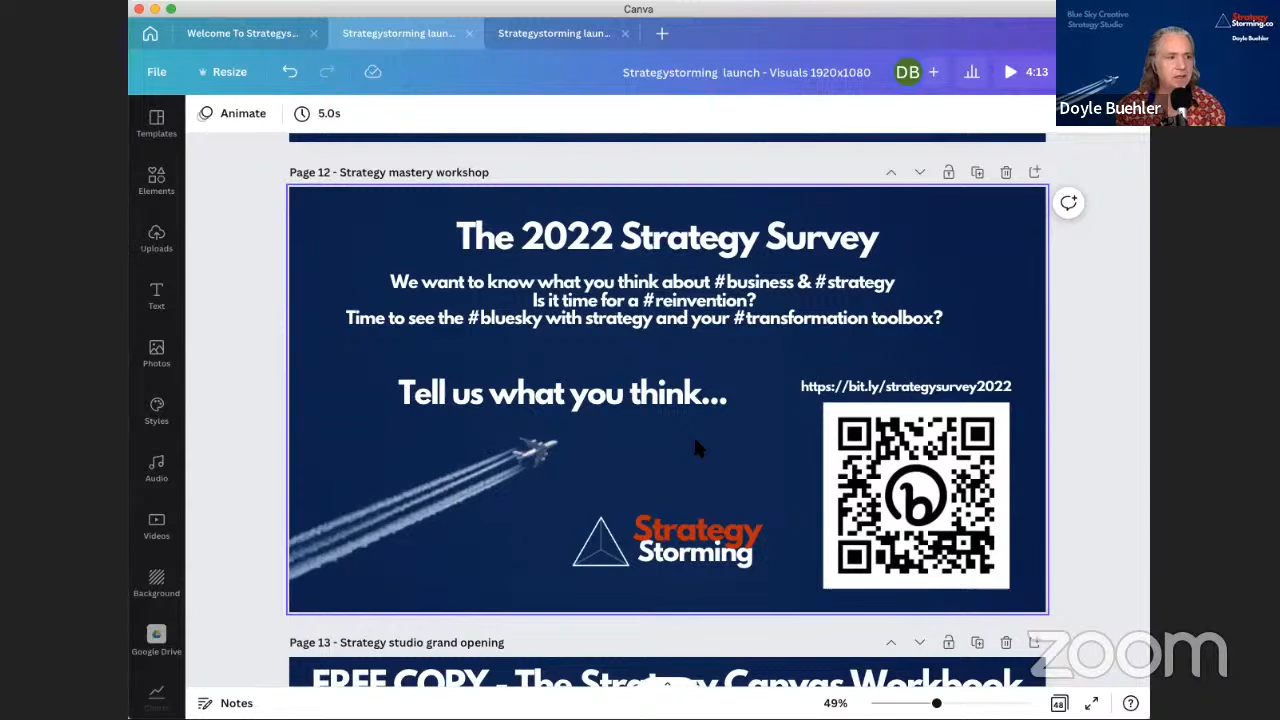 Canva
Welcome To Strategys...
Strategystorming laun...
Strategystorming laun...
File
Resize
Strategystorming launch - Visuals 1920x1080
DB
4:13
Blue Sky Creative
Strategy Studio
Strategy
Storming.co
Doyle Buehler
Doyle Buehler
Animate
5.0s
Templates
Elements
Uploads
Text
Photos
Styles
Audio
Videos
Background
Google Drive
Charts
Page 12 - Strategy mastery workshop
The 2022 Strategy Survey
We want to know what you think about #business & #strategy
Is it time for a #reinvention?
Time to see the #bluesky with strategy and your #transformation toolbox?
Tell us what you think...
https://bit.ly/strategysurvey2022
b
Strategy
Storming
Page 13 - Strategy studio grand opening
FREE COPY - The Strategy Canvas Workbook
zoom
Notes
49%
48